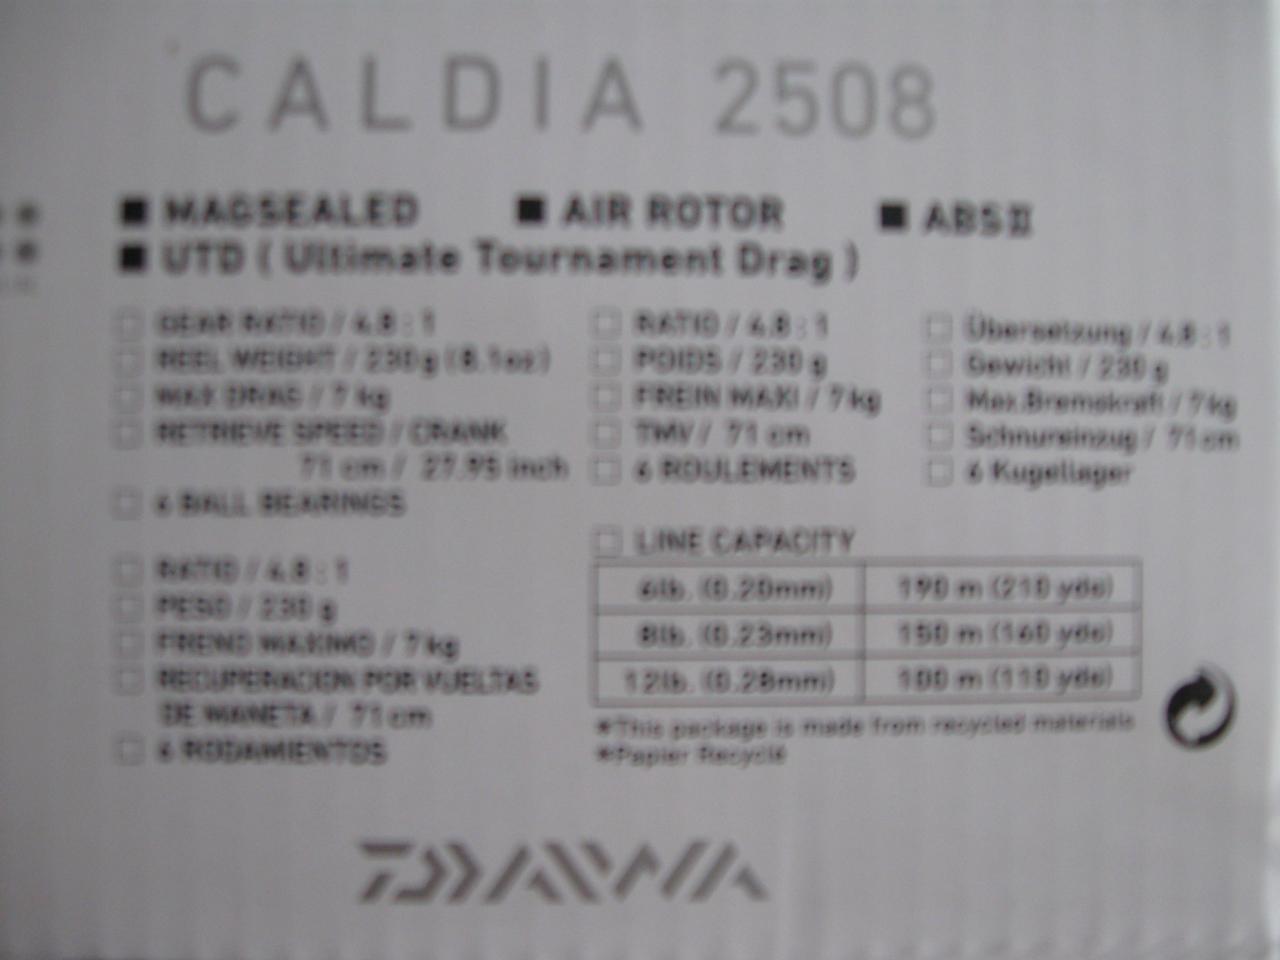 CALDIA 2508
■ MAGSEALED ■ AIR ROTOR ■ ABSⅡ
■ UTD ( Ultimate Tournament Drag )
□ GEAR RATIO / 4.8 : 1
□ REEL WEIGHT / 230 g (8.1oz)
□ MAX DRAG / 7 kg
□ RETRIEVE SPEED / CRANK
71 cm / 27.95 inch
□ 6 BALL BEARINGS
□ RATIO / 4.8 : 1
□ POIDS / 230 g
□ FREIN MAXI / 7 kg
□ TMV / 71 cm
□ 6 ROULEMENTS
□ Übersetzung / 4.8 : 1
□ Gewicht / 230 g
□ Max.Bremskraft / 7 kg
□ Schnureinzug / 71 cm
□ 6 Kugellager
□ RATIO / 4.8 : 1
□ PESO / 230 g
□ FRENO MAXIMO / 7 kg
□ RECUPERACION POR VUELTAS
DE MANETA / 71 cm
□ 6 RODAMIENTOS
□ LINE CAPACITY
6lb. (0.20mm) 190 m (210 yds)
8lb. (0.23mm) 150 m (160 yds)
12lb. (0.28mm) 100 m (110 yds)
*This package is made from recycled materials
*Papier Recyclé
DAIWA